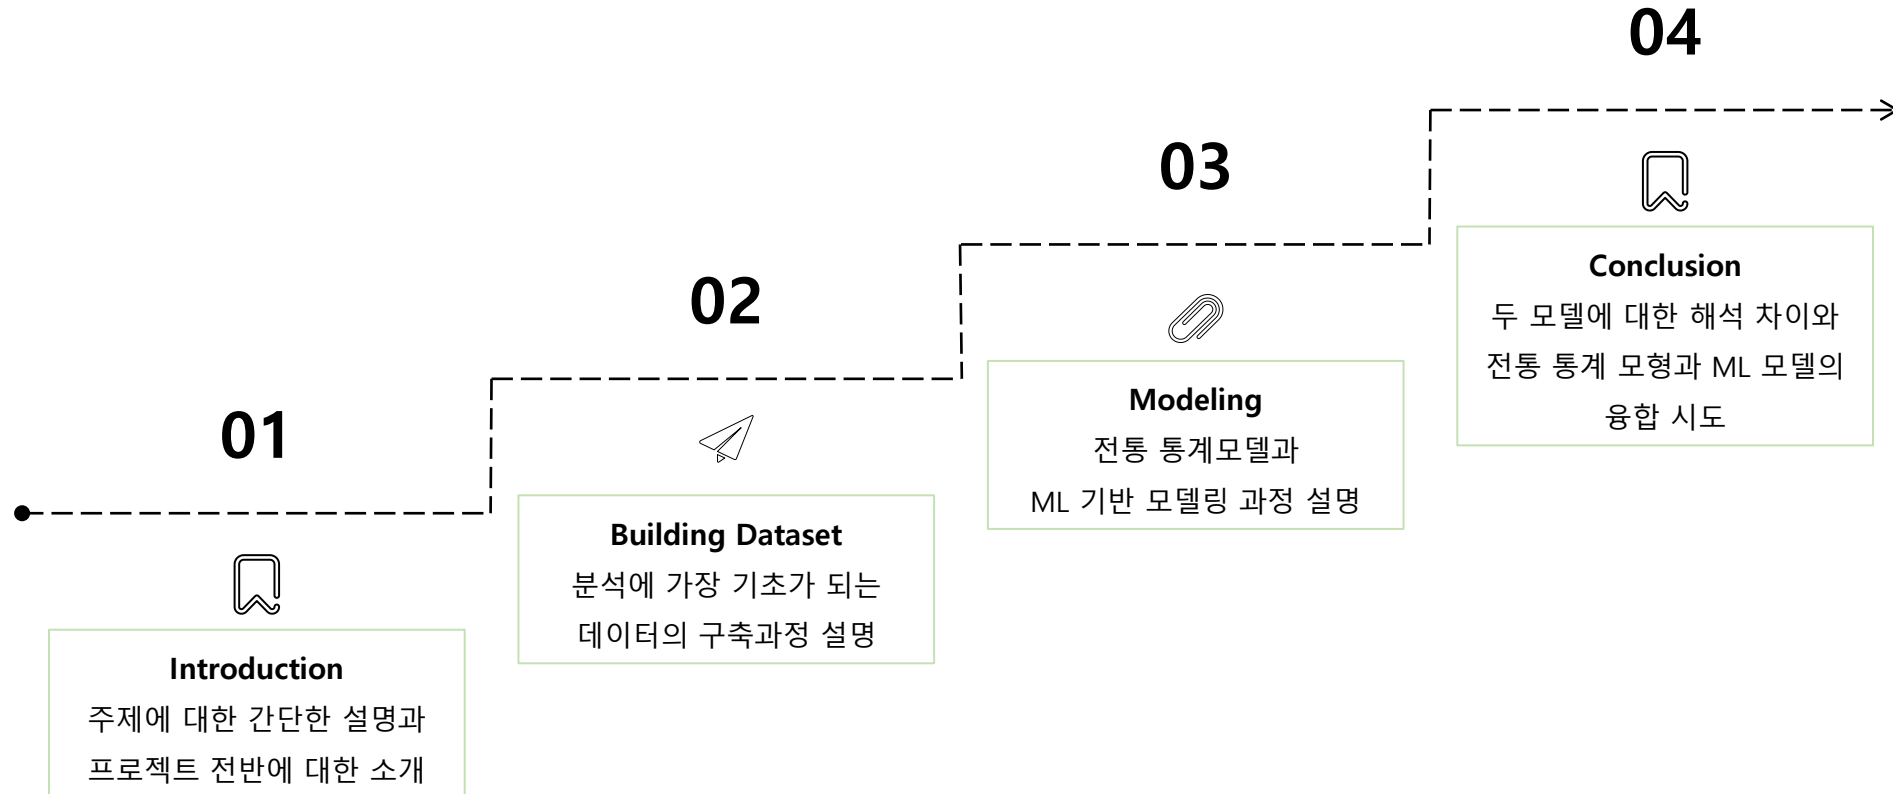 01
Introduction
주제에 대한 간단한 설명과
프로젝트 전반에 대한 소개
02
Building Dataset
분석에 가장 기초가 되는
데이터의 구축과정 설명
03
Modeling
전통 통계모델과
ML 기반 모델링 과정 설명
04
Conclusion
두 모델에 대한 해석 차이와
전통 통계 모형과 ML 모델의
융합 시도